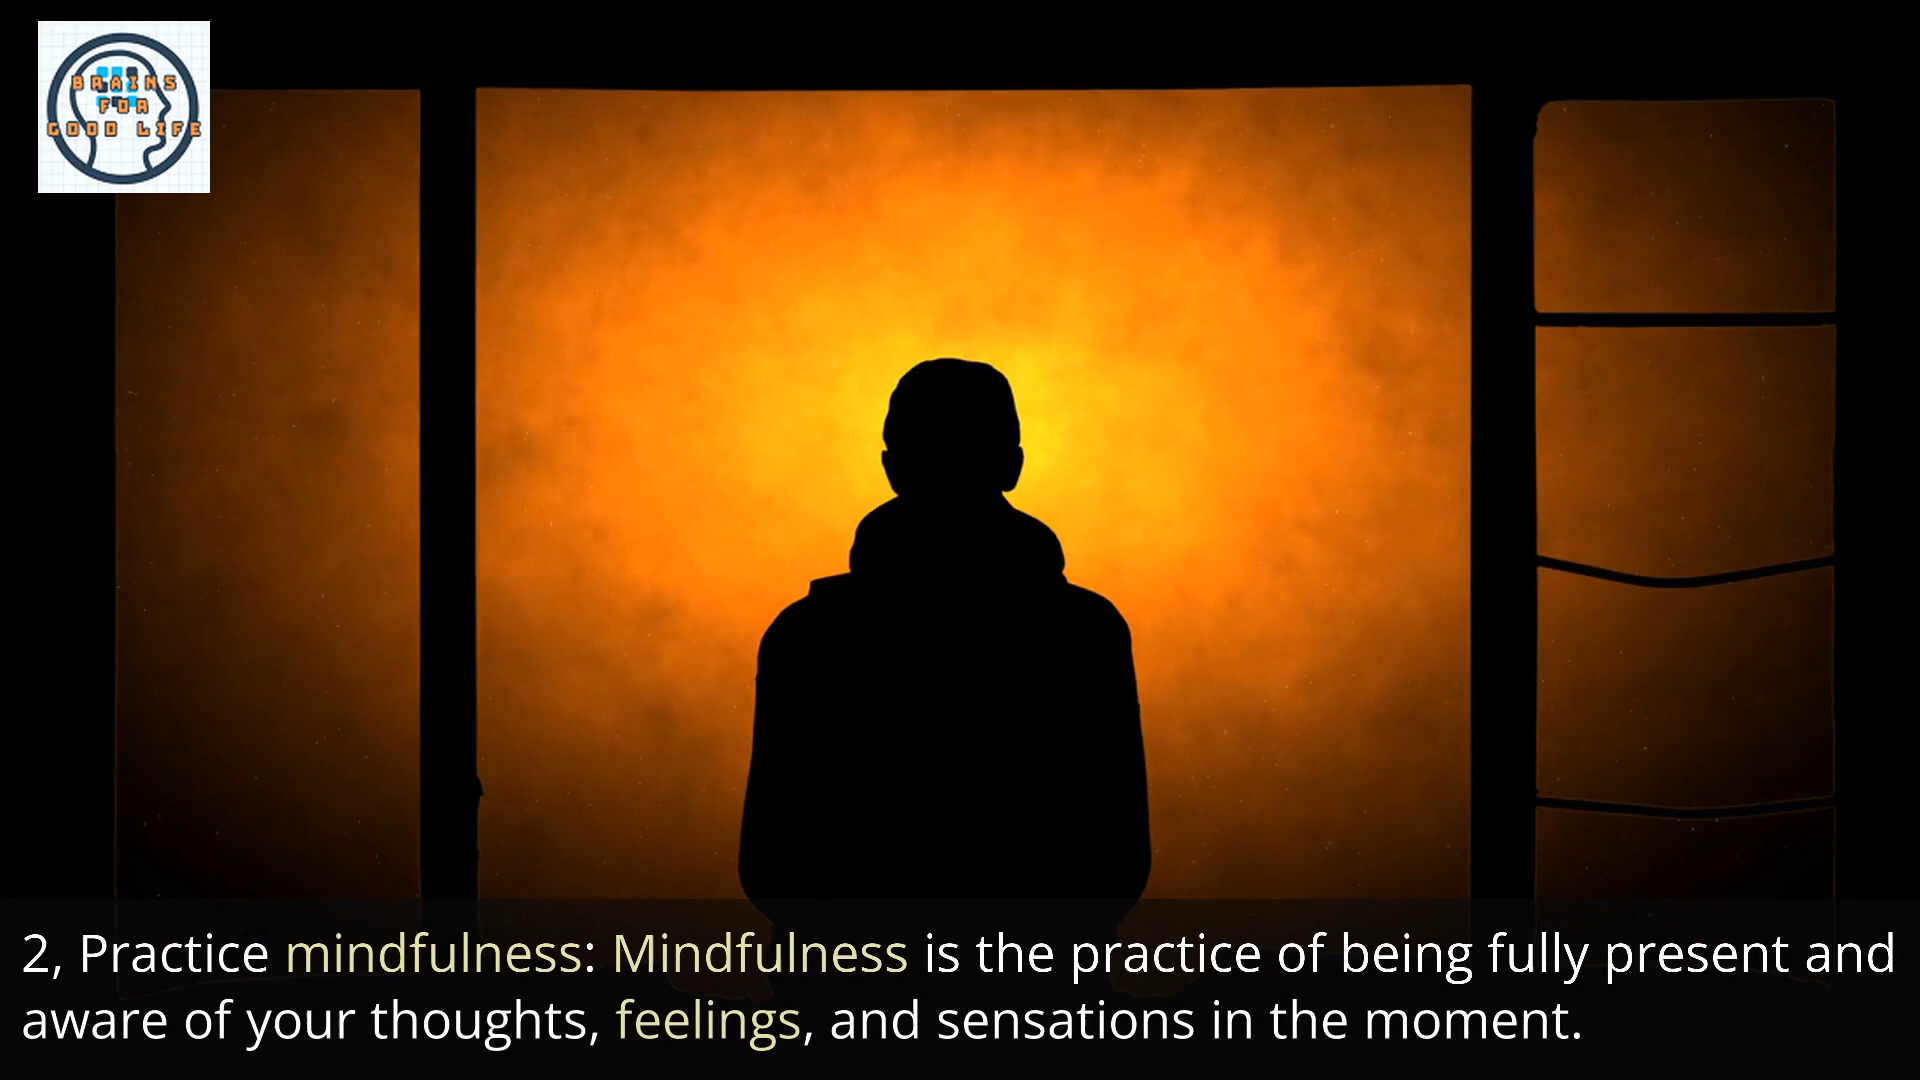 BRAINS
FOR
GOOD LIFE
2, Practice mindfulness: Mindfulness is the practice of being fully present and
aware of your thoughts, feelings, and sensations in the moment.